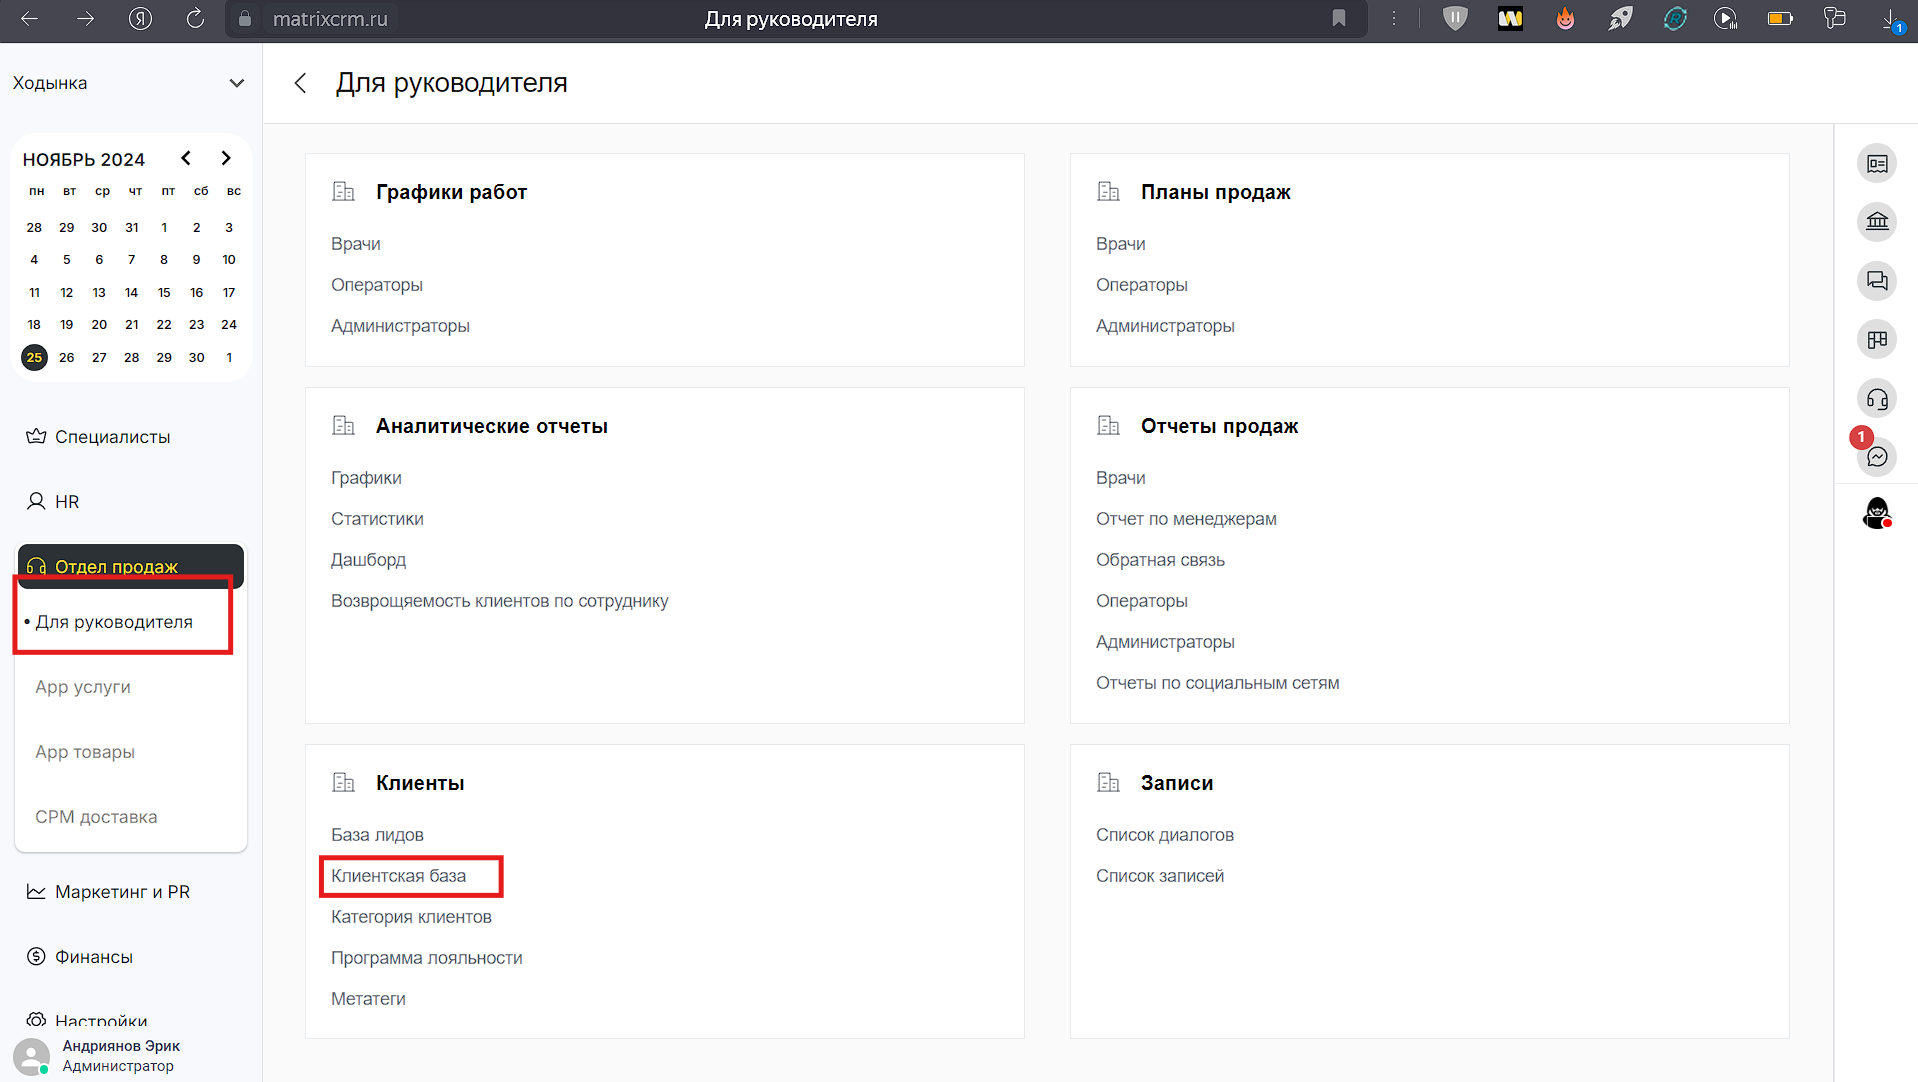 matrixcrm.ru
Для руководителя
1
Ходынка
НОЯБРЬ 2024
пн вт ср чт пт сб вс
28 29 30 31 1 2 3
4 5 6 7 8 9 10
11 12 13 14 15 16 17
18 19 20 21 22 23 24
25 26 27 28 29 30 1
Специалисты
HR
Отдел продаж
• Для руководителя
App услуги
App товары
СРМ доставка
Маркетинг и PR
Финансы
Настройки
Андриянов Эрик
Администратор
Для руководителя
Графики работ
Врачи
Операторы
Администраторы
Планы продаж
Врачи
Операторы
Администраторы
Аналитические отчеты
Графики
Статистики
Дашборд
Возврощяемость клиентов по сотруднику
Отчеты продаж
Врачи
Отчет по менеджерам
Обратная связь
Операторы
Администраторы
Отчеты по социальным сетям
Клиенты
База лидов
Клиентская база
Категория клиентов
Программа лояльности
Метатеги
Записи
Список диалогов
Список записей
1